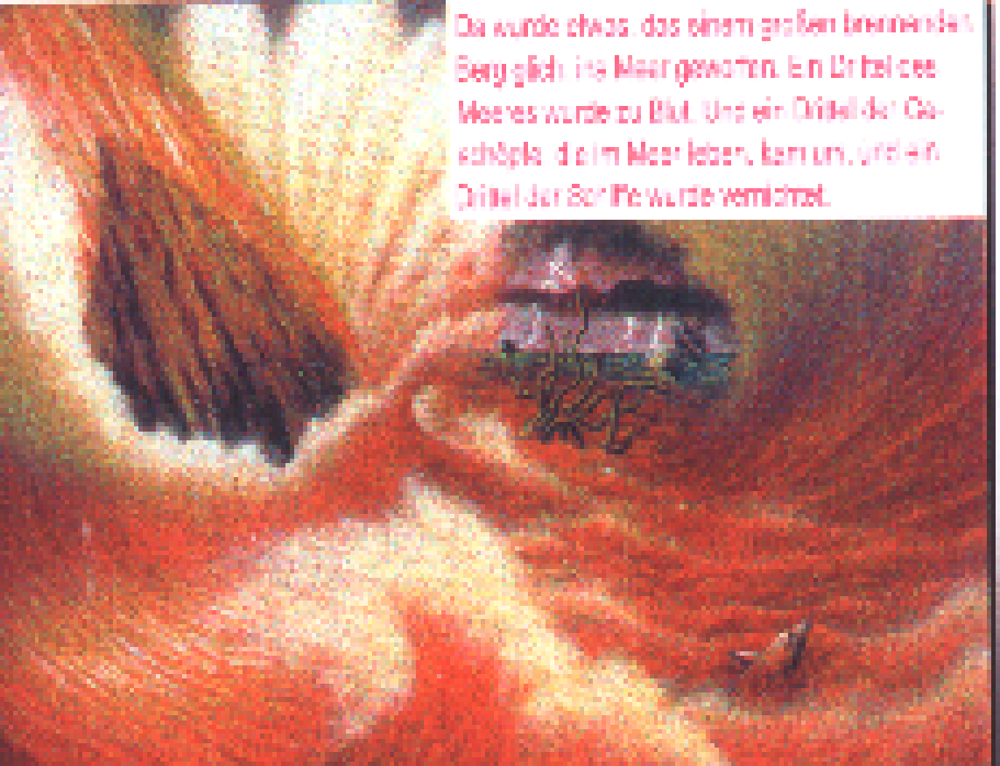 Da wurde etwas, das einem großen brennenden
Berg glich, ins Meer geworfen. Ein Drittel des
Meeres wurde zu Blut. Und ein Drittel der Ge-
schöpfe, die im Meer leben, kam um, und ein
Drittel der Schiffe wurde vernichtet.